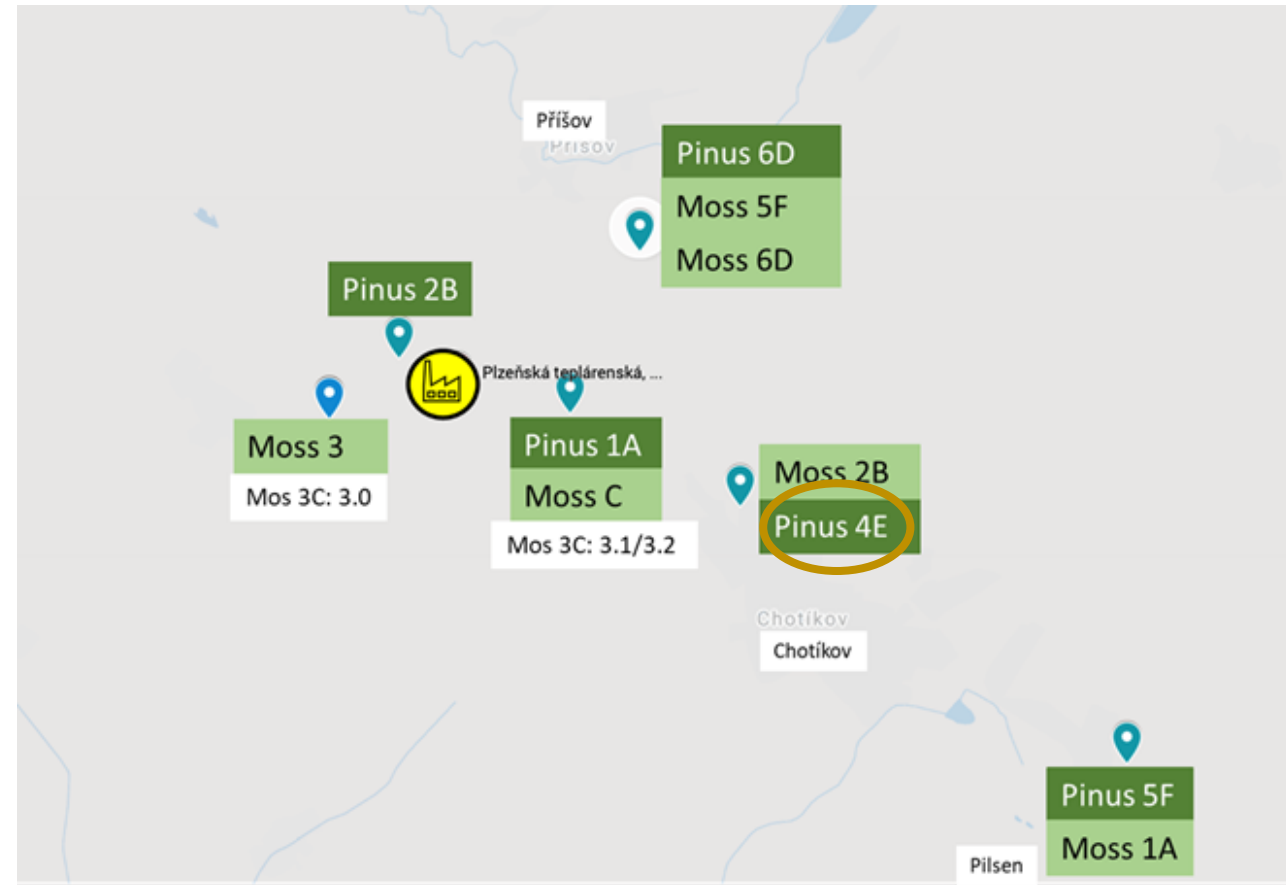 Příšov
Příšov
Pinus 6D
Moss 5F
Moss 6D
Pinus 2B
Plzeňská teplárenská, ...
Moss 3
Mos 3C: 3.0
Pinus 1A
Moss C
Mos 3C: 3.1/3.2
Moss 2B
Pinus 4E
Chotíkov
Chotíkov
Pinus 5F
Moss 1A
Pilsen